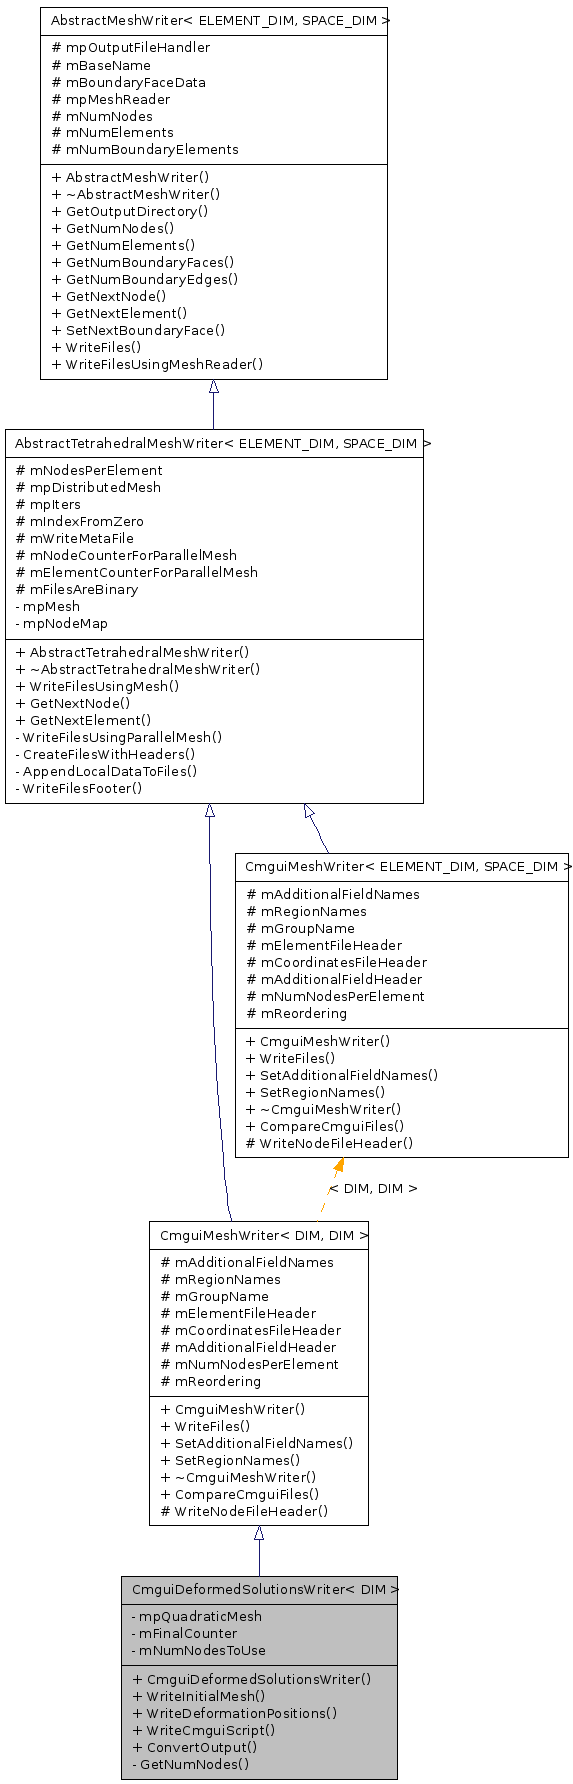 AbstractMeshWriter< ELEMENT_DIM, SPACE_DIM >
# mpOutputFileHandler
# mBaseName
# mBoundaryFaceData
# mpMeshReader
# mNumNodes
# mNumElements
# mNumBoundaryElements
+ AbstractMeshWriter()
+ ~AbstractMeshWriter()
+ GetOutputDirectory()
+ GetNumNodes()
+ GetNumElements()
+ GetNumBoundaryFaces()
+ GetNumBoundaryEdges()
+ GetNextNode()
+ GetNextElement()
+ SetNextBoundaryFace()
+ WriteFiles()
+ WriteFilesUsingMeshReader()
AbstractTetrahedralMeshWriter< ELEMENT_DIM, SPACE_DIM >
# mNodesPerElement
# mpDistributedMesh
# mpIters
# mIndexFromZero
# mWriteMetaFile
# mNodeCounterForParallelMesh
# mElementCounterForParallelMesh
# mFilesAreBinary
- mpMesh
- mpNodeMap
+ AbstractTetrahedralMeshWriter()
+ ~AbstractTetrahedralMeshWriter()
+ WriteFilesUsingMesh()
+ GetNextNode()
+ GetNextElement()
- WriteFilesUsingParallelMesh()
- CreateFilesWithHeaders()
- AppendLocalDataToFiles()
- WriteFilesFooter()
CmguiMeshWriter< ELEMENT_DIM, SPACE_DIM >
# mAdditionalFieldNames
# mRegionNames
# mGroupName
# mElementFileHeader
# mCoordinatesFileHeader
# mAdditionalFieldHeader
# mNumNodesPerElement
# mReordering
+ CmguiMeshWriter()
+ WriteFiles()
+ SetAdditionalFieldNames()
+ SetRegionNames()
+ ~CmguiMeshWriter()
+ CompareCmguiFiles()
# WriteNodeFileHeader()
< DIM, DIM >
CmguiMeshWriter< DIM, DIM >
# mAdditionalFieldNames
# mRegionNames
# mGroupName
# mElementFileHeader
# mCoordinatesFileHeader
# mAdditionalFieldHeader
# mNumNodesPerElement
# mReordering
+ CmguiMeshWriter()
+ WriteFiles()
+ SetAdditionalFieldNames()
+ SetRegionNames()
+ ~CmguiMeshWriter()
+ CompareCmguiFiles()
# WriteNodeFileHeader()
CmguiDeformedSolutionsWriter< DIM >
- mpQuadraticMesh
- mFinalCounter
- mNumNodesToUse
+ CmguiDeformedSolutionsWriter()
+ WriteInitialMesh()
+ WriteDeformationPositions()
+ WriteCmguiScript()
+ ConvertOutput()
- GetNumNodes()